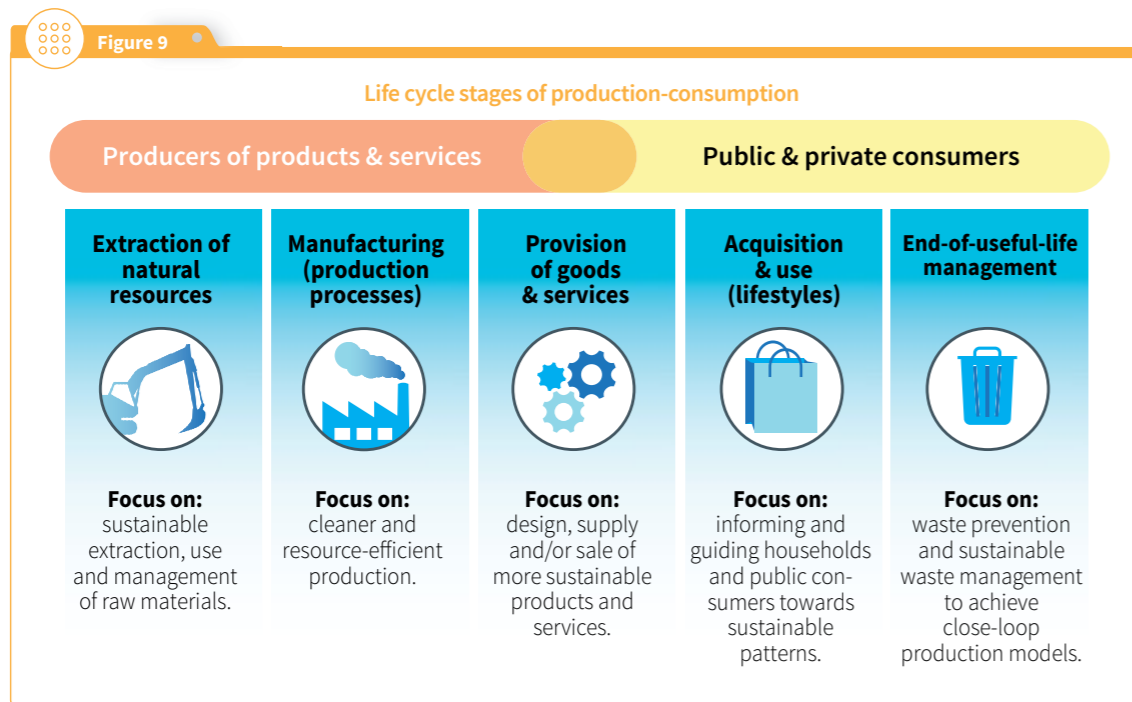 Figure 9
Life cycle stages of production-consumption
Producers of products & services
Public & private consumers
Extraction of
natural
resources
Focus on:
sustainable
extraction, use
and management
of raw materials.
Manufacturing
(production
processes)
Focus on:
cleaner and
resource-efficient
production.
Provision
of goods
& services
Focus on:
design, supply
and/or sale of
more sustainable
products and
services.
Acquisition
& use
(lifestyles)
Focus on:
informing and
guiding households
and public con-
sumers towards
sustainable
patterns.
End-of-useful-life
management
Focus on:
waste prevention
and sustainable
waste management
to achieve
close-loop
production models.